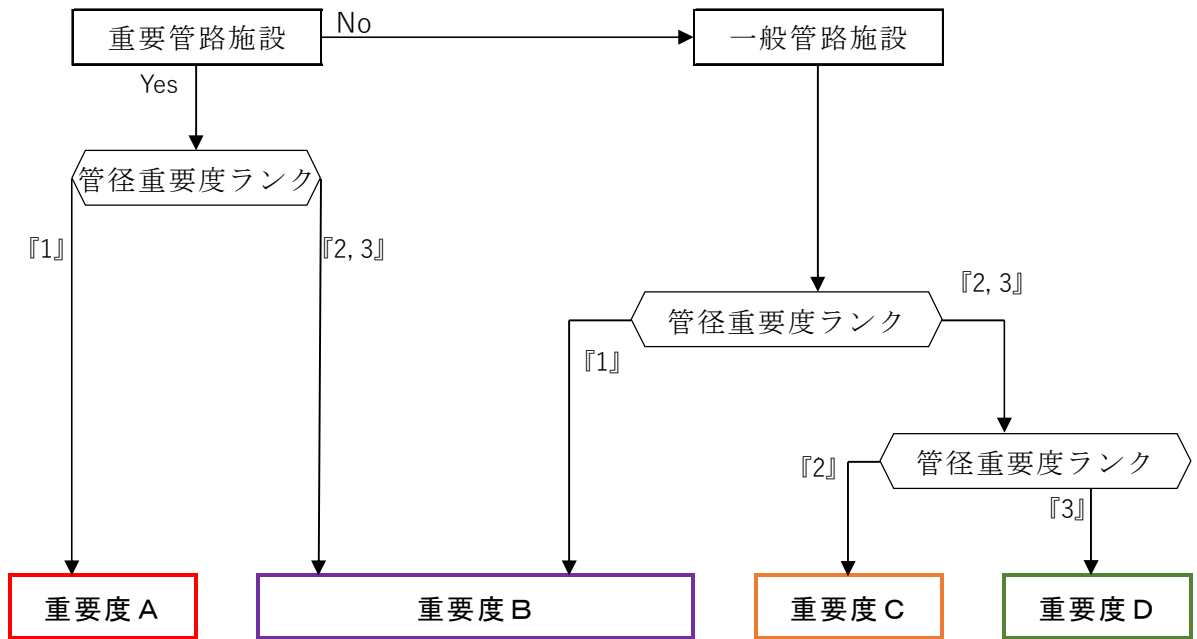 重要管路施設
No
一般管路施設
Yes
管径重要度ランク
『1』
『2, 3』
『2, 3』
管径重要度ランク
『1』
管径重要度ランク
『2』
『3』
重要度Ａ
重要度Ｂ
重要度Ｃ
重要度Ｄ